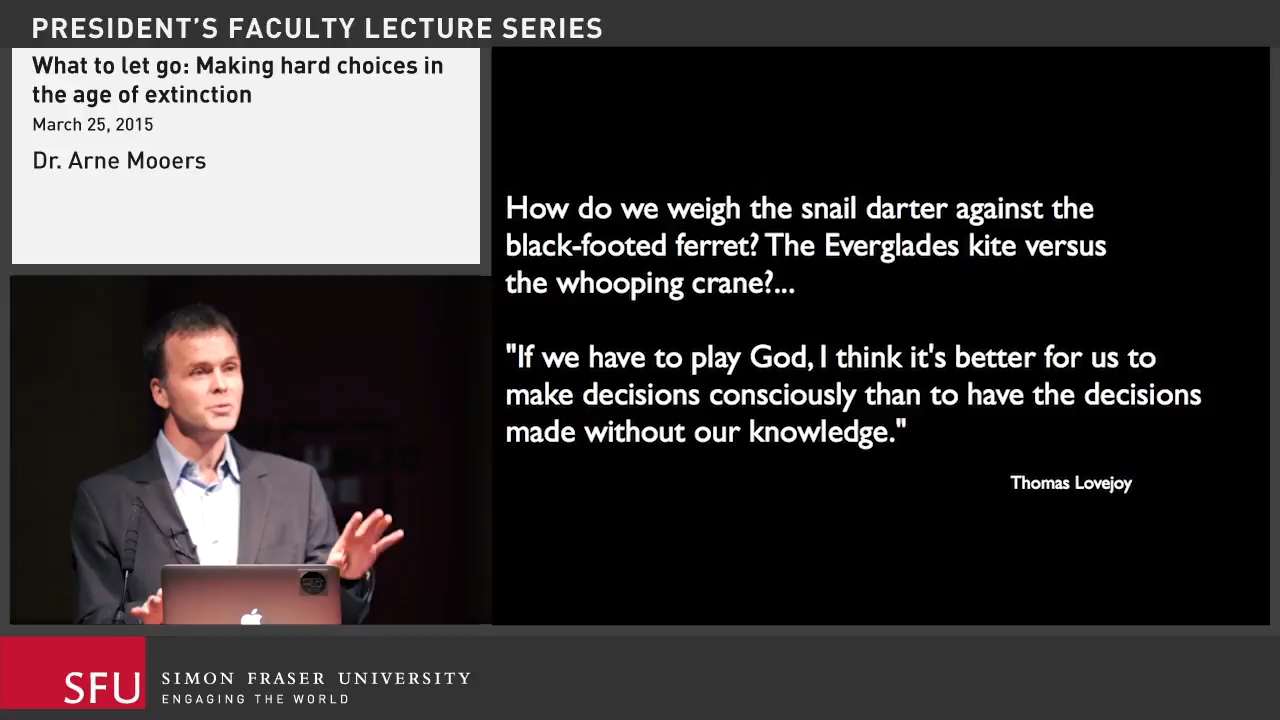 PRESIDENT'S FACULTY LECTURE SERIES
What to let go: Making hard choices in
the age of extinction
March 25, 2015
Dr. Arne Mooers
How do we weigh the snail darter against the
black-footed ferret? The Everglades kite versus
the whooping crane?...
"If we have to play God, I think it's better for us to
make decisions consciously than to have the decisions
made without our knowledge."
Thomas Lovejoy
SFU
SIMON FRASER UNIVERSITY
ENGAGING THE WORLD